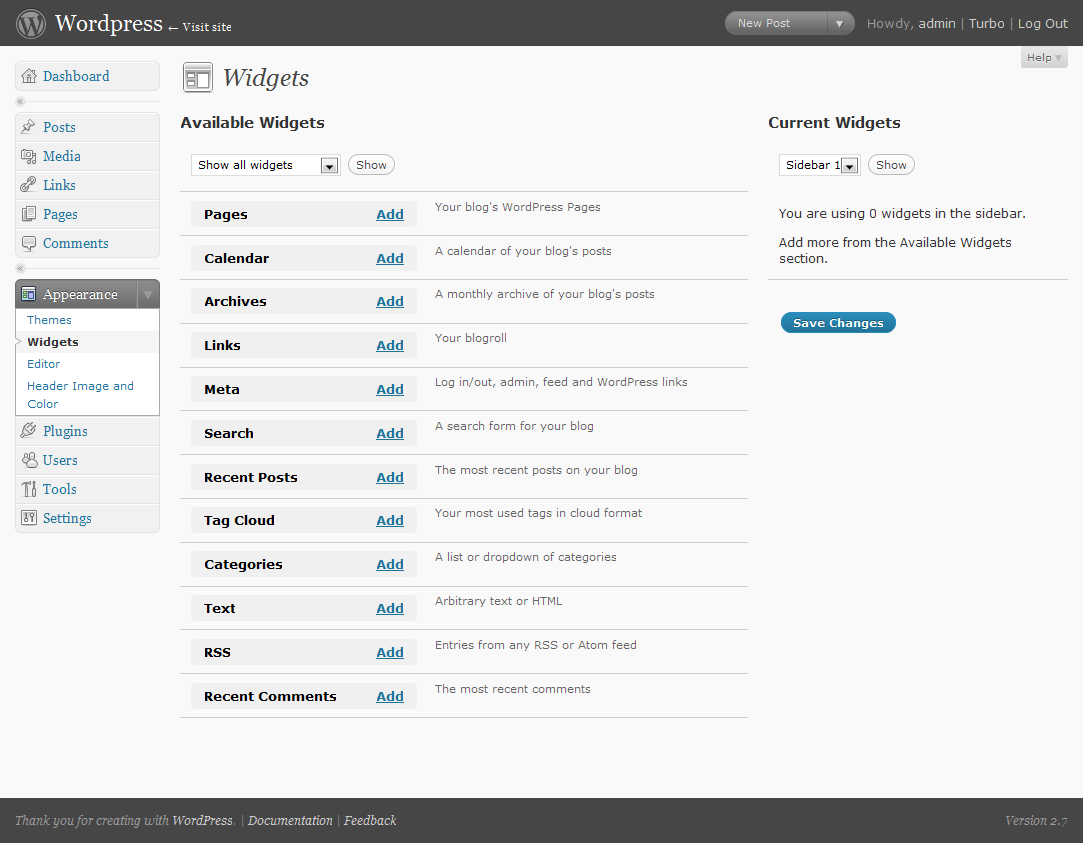 Wordpress ← Visit site
New Post
Howdy, admin | Turbo | Log Out
Help
Dashboard
Posts
Media
Links
Pages
Comments
Appearance
Themes
Widgets
Editor
Header Image and
Color
Plugins
Users
Tools
Settings
Widgets
Available Widgets
Show all widgets
Show
Pages Add Your blog's WordPress Pages
Calendar Add A calendar of your blog's posts
Archives Add A monthly archive of your blog's posts
Links Add Your blogroll
Meta Add Log in/out, admin, feed and WordPress links
Search Add A search form for your blog
Recent Posts Add The most recent posts on your blog
Tag Cloud Add Your most used tags in cloud format
Categories Add A list or dropdown of categories
Text Add Arbitrary text or HTML
RSS Add Entries from any RSS or Atom feed
Recent Comments Add The most recent comments
Current Widgets
Sidebar 1
Show
You are using 0 widgets in the sidebar.
Add more from the Available Widgets
section.
Save Changes
Thank you for creating with WordPress. | Documentation | Feedback
Version 2.7